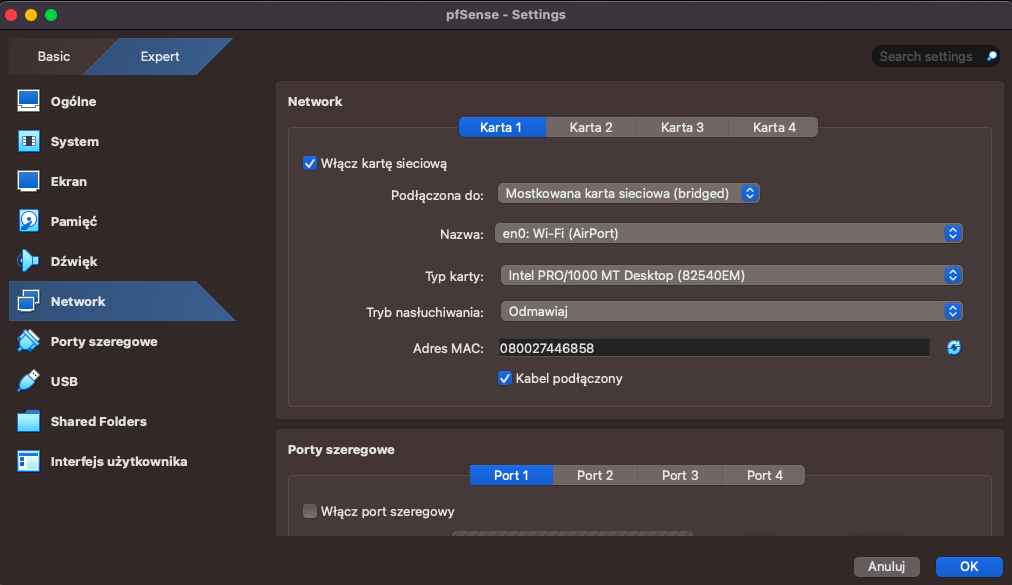 pfSense - Settings
Basic
Expert
Search settings
Ogólne
System
Ekran
Pamięć
Dźwięk
Network
Porty szeregowe
USB
Shared Folders
Interfejs użytkownika
Network
Karta 1
Karta 2
Karta 3
Karta 4
Włącz kartę sieciową
Podłączona do: Mostkowana karta sieciowa (bridged)
Nazwa: en0: Wi-Fi (AirPort)
Typ karty: Intel PRO/1000 MT Desktop (82540EM)
Tryb nasłuchiwania: Odmawiaj
Adres MAC: 080027446858
Kabel podłączony
Porty szeregowe
Port 1
Port 2
Port 3
Port 4
Włącz port szeregowy
Anuluj
OK